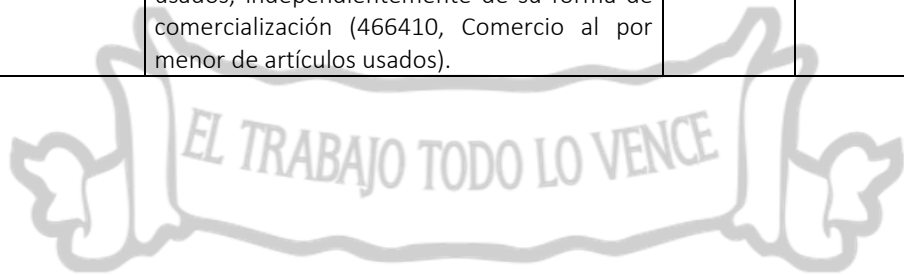 usados, independientemente de su forma de
comercialización (466410, Comercio al por
menor de artículos usados).
EL TRABAJO TODO LO VENCE